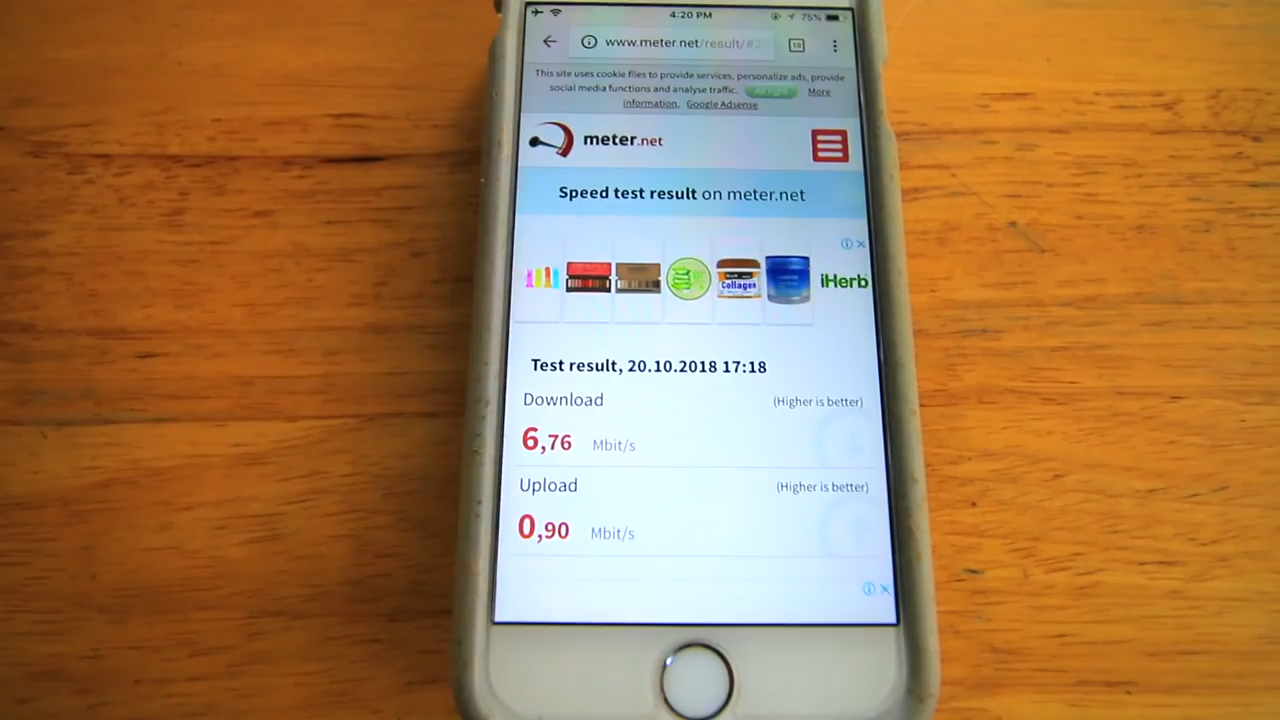 4:20 PM
75%
www.meter.net/result/#
18
This site uses cookie files to provide services, personalize ads, provide
social media functions and analyse traffic. All right More
information, Google Adsense
meter.net
Speed test result on meter.net
Collagen
iHerb
Test result, 20.10.2018 17:18
Download (Higher is better)
6,76 Mbit/s
Upload (Higher is better)
0,90 Mbit/s